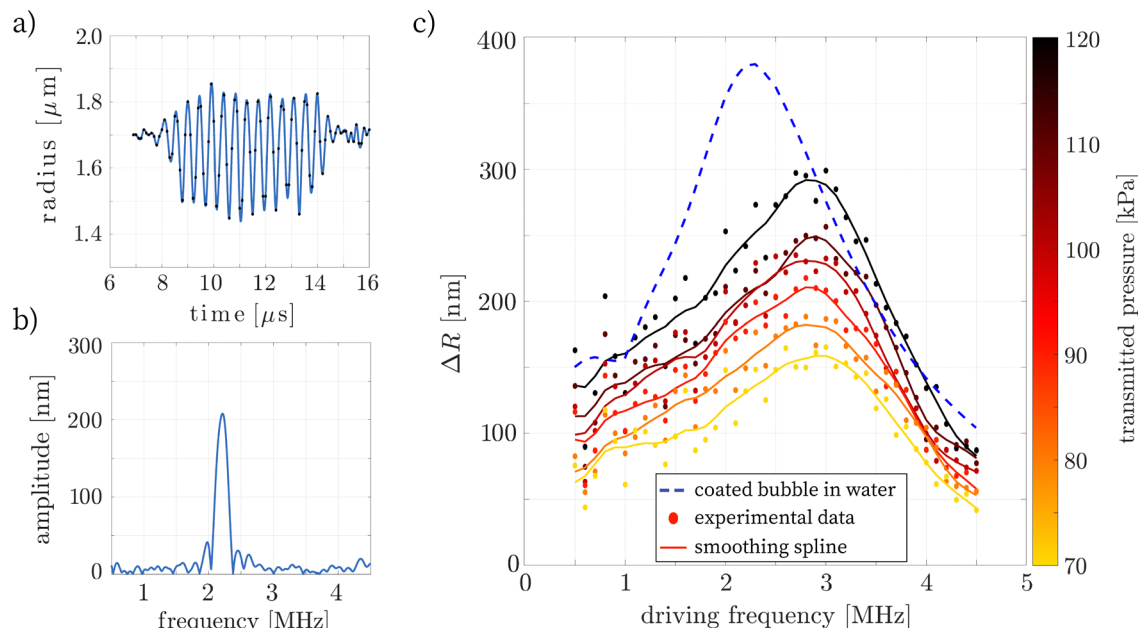 a)
radius [μm]
2.0
1.8
1.6
1.4
6 8 10 12 14 16
time [μs]
b)
amplitude [nm]
300
200
100
0
1 2 3 4
frequency [MHz]
c)
ΔR [nm]
400
300
200
100
0
0 1 2 3 4 5
driving frequency [MHz]
coated bubble in water
experimental data
smoothing spline
120
110
100
90
80
70
transmitted pressure [kPa]